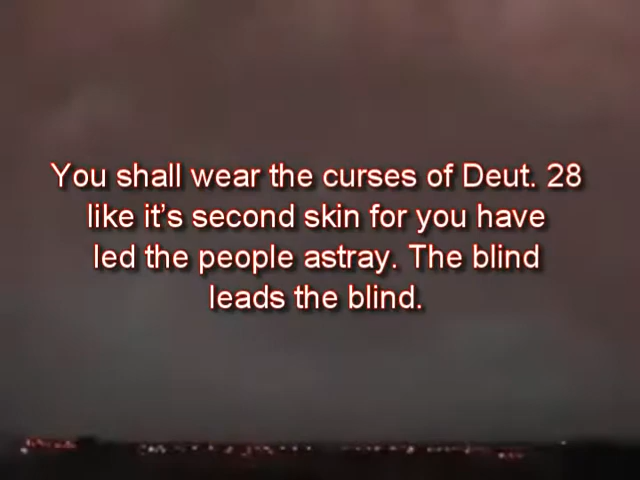 You shall wear the curses of Deut. 28
like it’s second skin for you have
led the people astray. The blind
leads the blind.